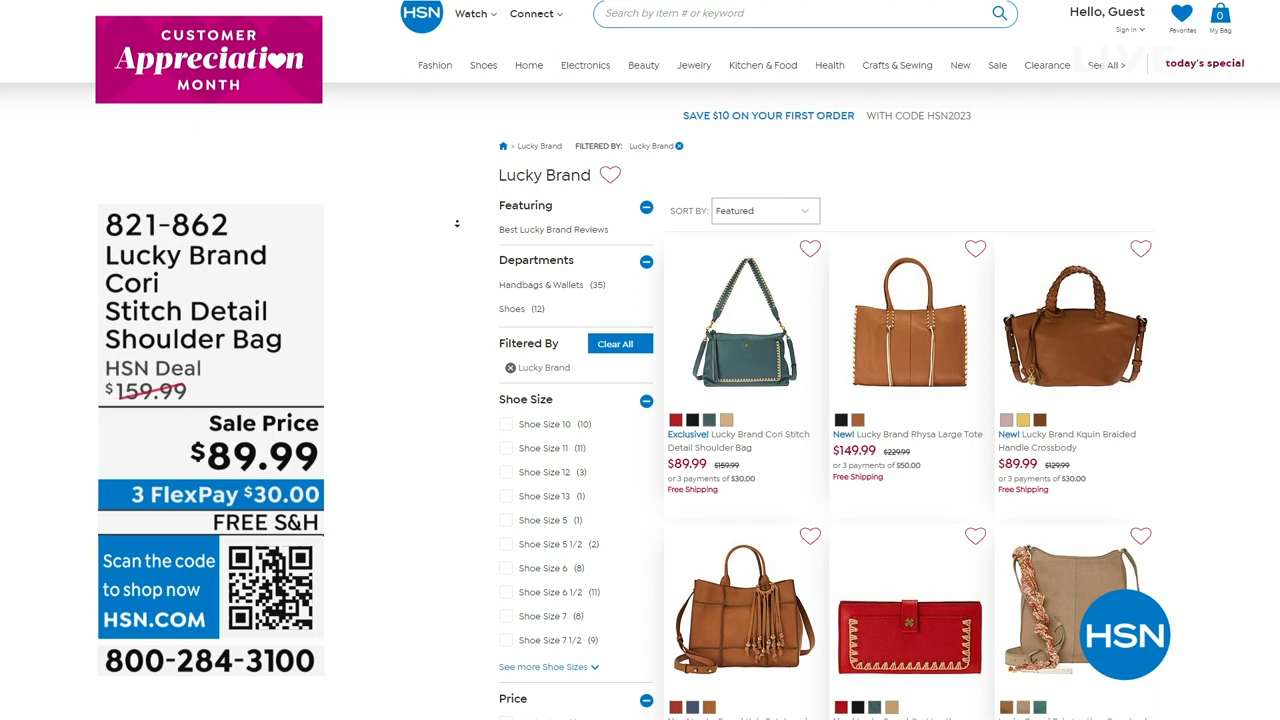 CUSTOMER
Appreciation
MONTH
821-862
Lucky Brand
Cori
Stitch Detail
Shoulder Bag
HSN Deal
$159.99
Sale Price
$89.99
3 FlexPay $30.00
FREE S&H
Scan the code
to shop now
HSN.COM
800-284-3100
HSN
Watch
Connect
Search by item # or keyword
Hello, Guest
Sign In
Favorites
0
My Bag
Fashion Shoes Home Electronics Beauty Jewelry Kitchen & Food Health Crafts & Sewing New Sale Clearance See All > today's special
SAVE $10 ON YOUR FIRST ORDER WITH CODE HSN2023
> Lucky Brand FILTERED BY: Lucky Brand
Lucky Brand
Featuring
Best Lucky Brand Reviews
Departments
Handbags & Wallets (35)
Shoes (12)
Filtered By
Clear All
Lucky Brand
Shoe Size
Shoe Size 10 (10)
Shoe Size 11 (11)
Shoe Size 12 (3)
Shoe Size 13 (1)
Shoe Size 5 (1)
Shoe Size 5 1/2 (2)
Shoe Size 6 (8)
Shoe Size 6 1/2 (11)
Shoe Size 7 (8)
Shoe Size 7 1/2 (9)
See more Shoe Sizes
Price
SORT BY: Featured
Exclusive! Lucky Brand Cori Stitch
Detail Shoulder Bag
$89.99 $159.99
or 3 payments of $30.00
Free Shipping
New! Lucky Brand Rhysa Large Tote
$149.99 $229.99
or 3 payments of $50.00
Free Shipping
New! Lucky Brand Kquin Braided
Handle Crossbody
$89.99 $129.99
or 3 payments of $30.00
Free Shipping
HSN